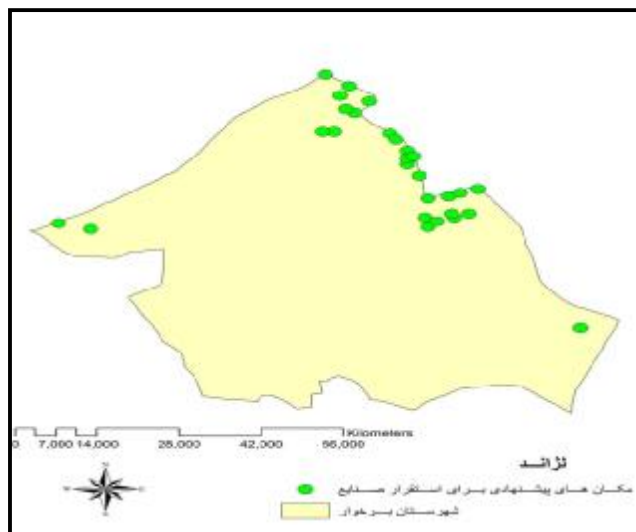 0 7,000 14,000 28,000 42,000 56,000 Kilometers
N
W E
S
لژاند
مکان های پیشنهادی برای استقرار صنایع
شهرستان برخوار